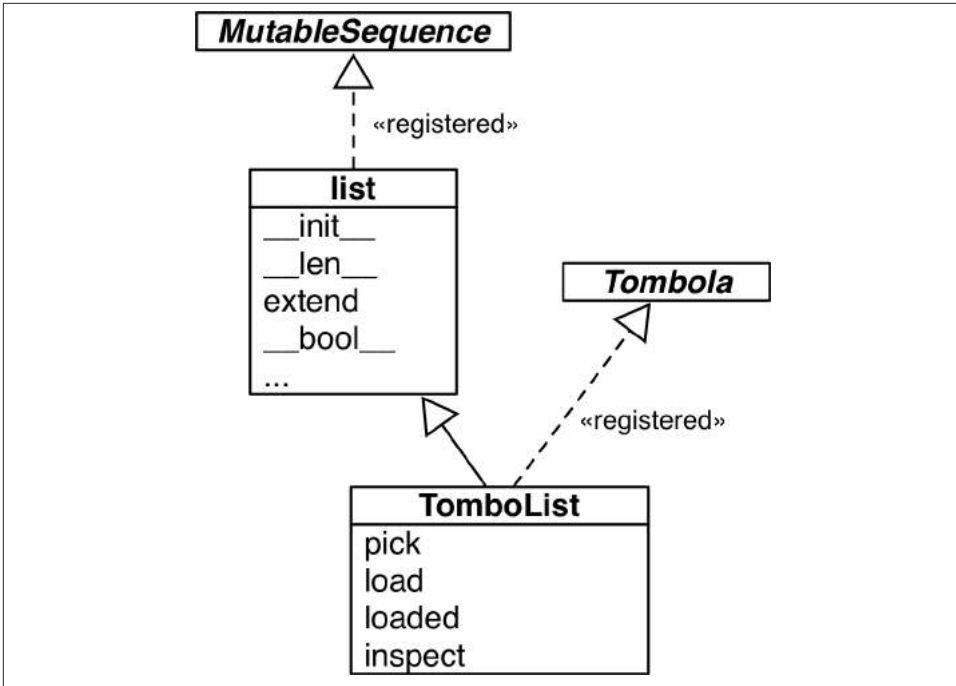 MutableSequence
«registered»
list
__init__
__len__
extend
__bool__
...
Tombola
«registered»
TomboList
pick
load
loaded
inspect